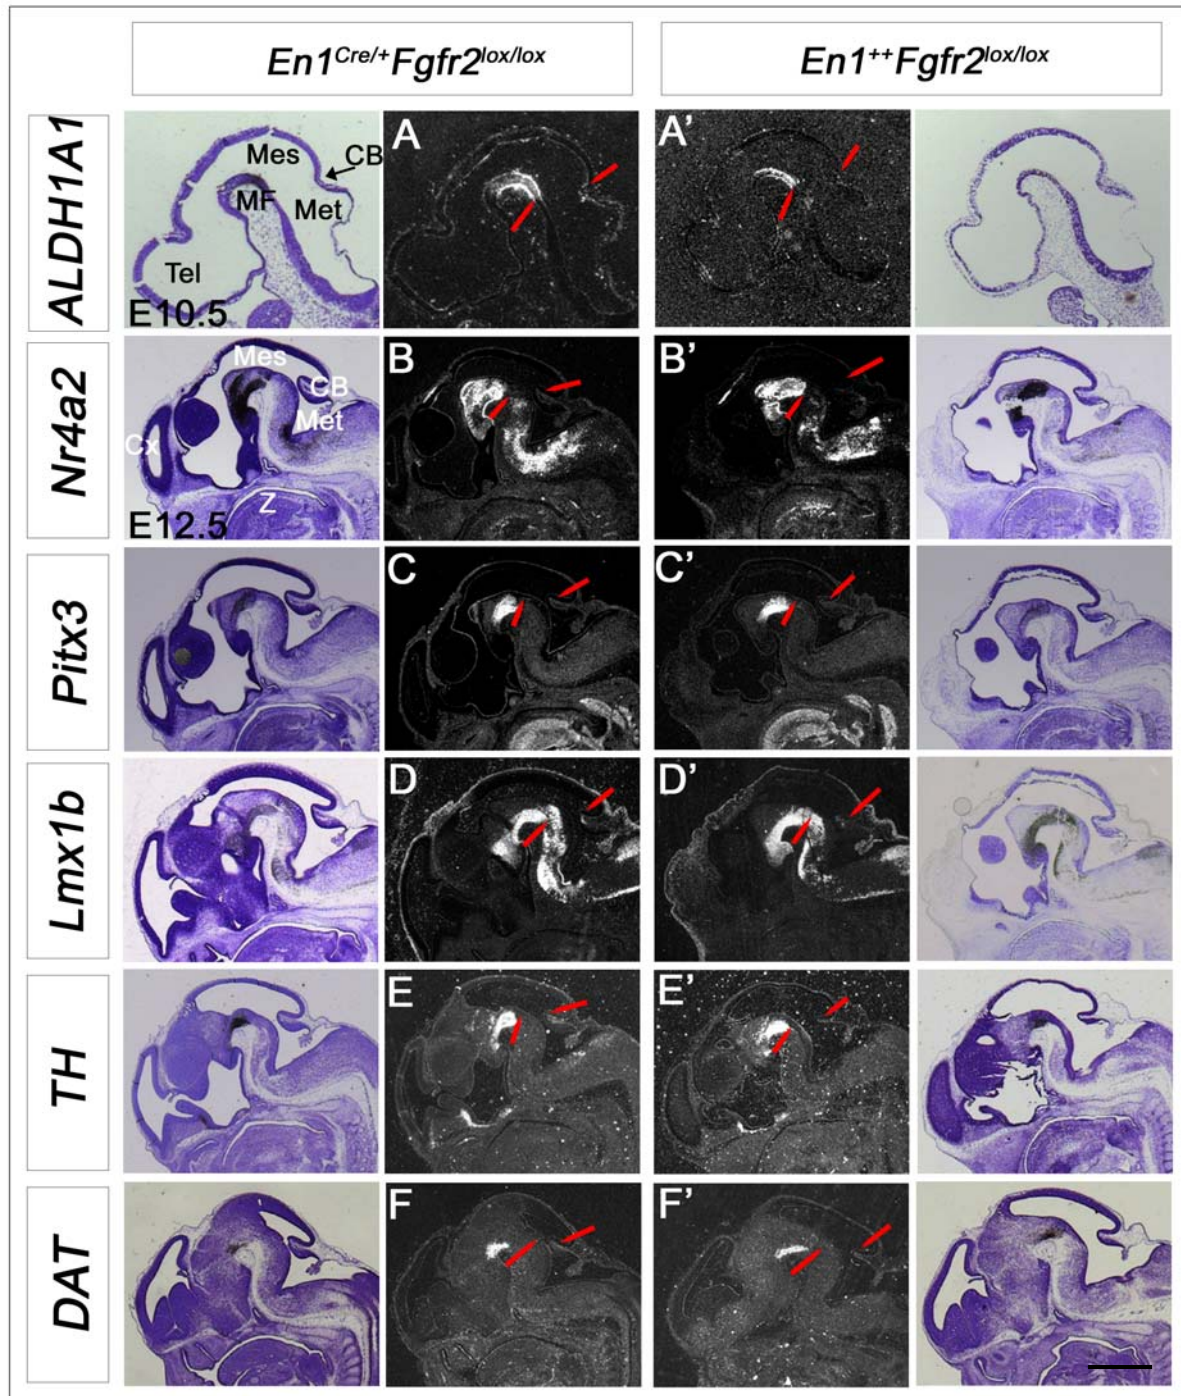 En1Cre/+Fgfr2lox/lox
En1++Fgfr2lox/lox
ALDH1A1
Mes
CB
MF
Met
Tel
E10.5
A
A’
Nr4a2
Mes
CB
Met
Cx
Z
E12.5
B
B’
Pitx3
C
C’
Lmx1b
D
D’
TH
E
E’
DAT
F
F’